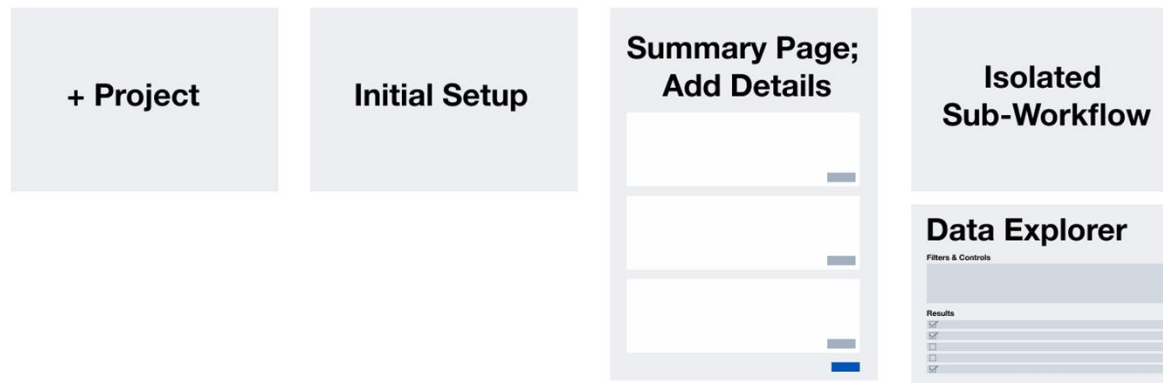 + Project
Initial Setup
Summary Page;
Add Details
Isolated
Sub-Workflow
Data Explorer
Filters & Controls
Results